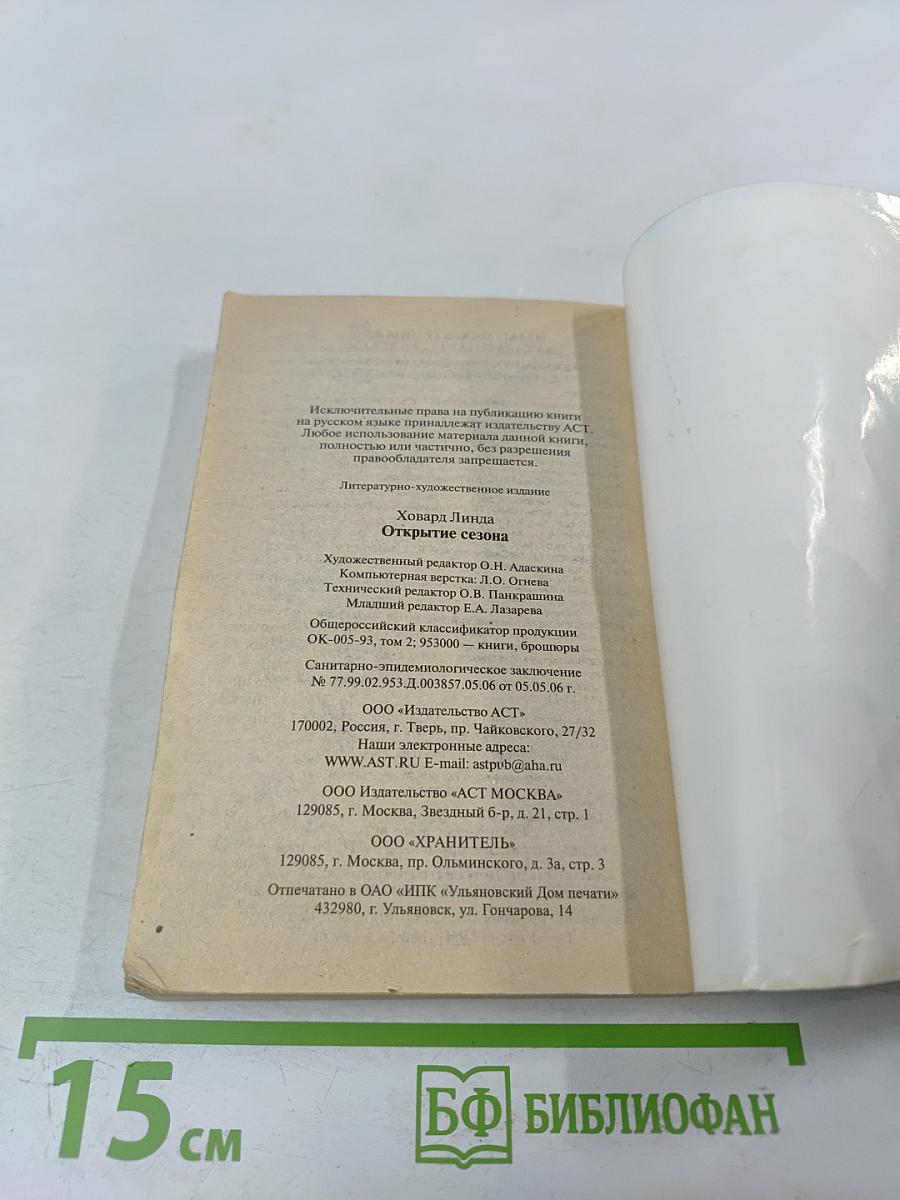 Исключительные права на публикацию книги
на русском языке принадлежат издательству АСТ.
Любое использование материала данной книги,
полностью или частично, без разрешения
правообладателя запрещается.
Литературно-художественное издание
Ховард Линда
Открытие сезона
Художественный редактор О.Н. Адаскина
Компьютерная верстка: Л.О. Огнева
Технический редактор О.В. Панкрашина
Младший редактор Е.А. Лазарева
Общероссийский классификатор продукции
ОК-005-93, том 2; 953000 — книги, брошюры
Санитарно-эпидемиологическое заключение
№ 77.99.02.953.Д.003857.05.06 от 05.05.06 г.
ООО «Издательство АСТ»
170002, Россия, г. Тверь, пр. Чайковского, 27/32
Наши электронные адреса:
WWW.AST.RU E-mail: astpub@aha.ru
ООО Издательство «АСТ МОСКВА»
129085, г. Москва, Звездный б-р, д. 21, стр. 1
ООО «ХРАНИТЕЛЬ»
129085, г. Москва, пр. Ольминского, д. 3а, стр. 3
Отпечатано в ОАО «ИПК «Ульяновский Дом печати»
432980, г. Ульяновск, ул. Гончарова, 14
15 см
БФ БИБЛИОФАН